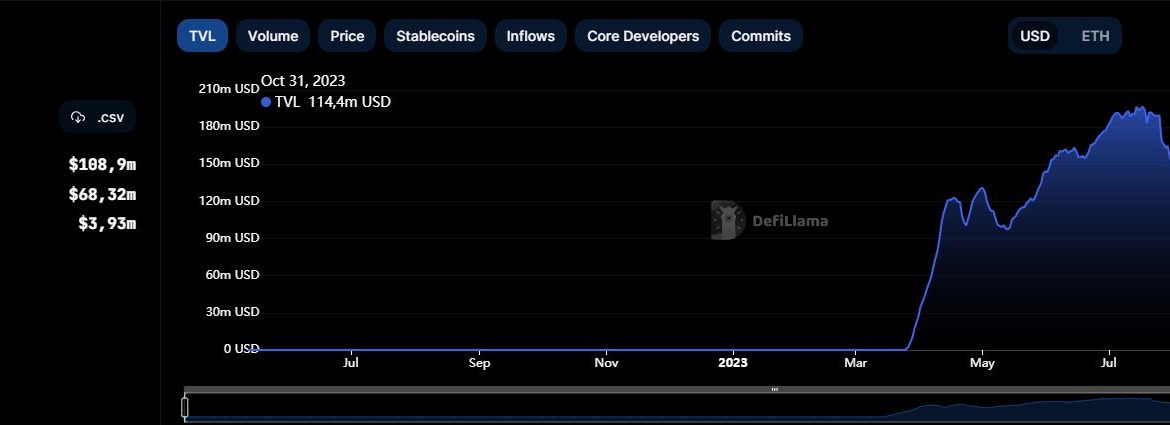 TVL Volume Price Stablecoins Inflows Core Developers Commits USD ETH
Oct 31, 2023
TVL 114,4m USD
.csv
$108,9m
$68,32m
$3,93m
210m USD
180m USD
150m USD
120m USD
90m USD
60m USD
30m USD
0 USD
DefiLlama
Jul Sep Nov 2023 Mar May Jul